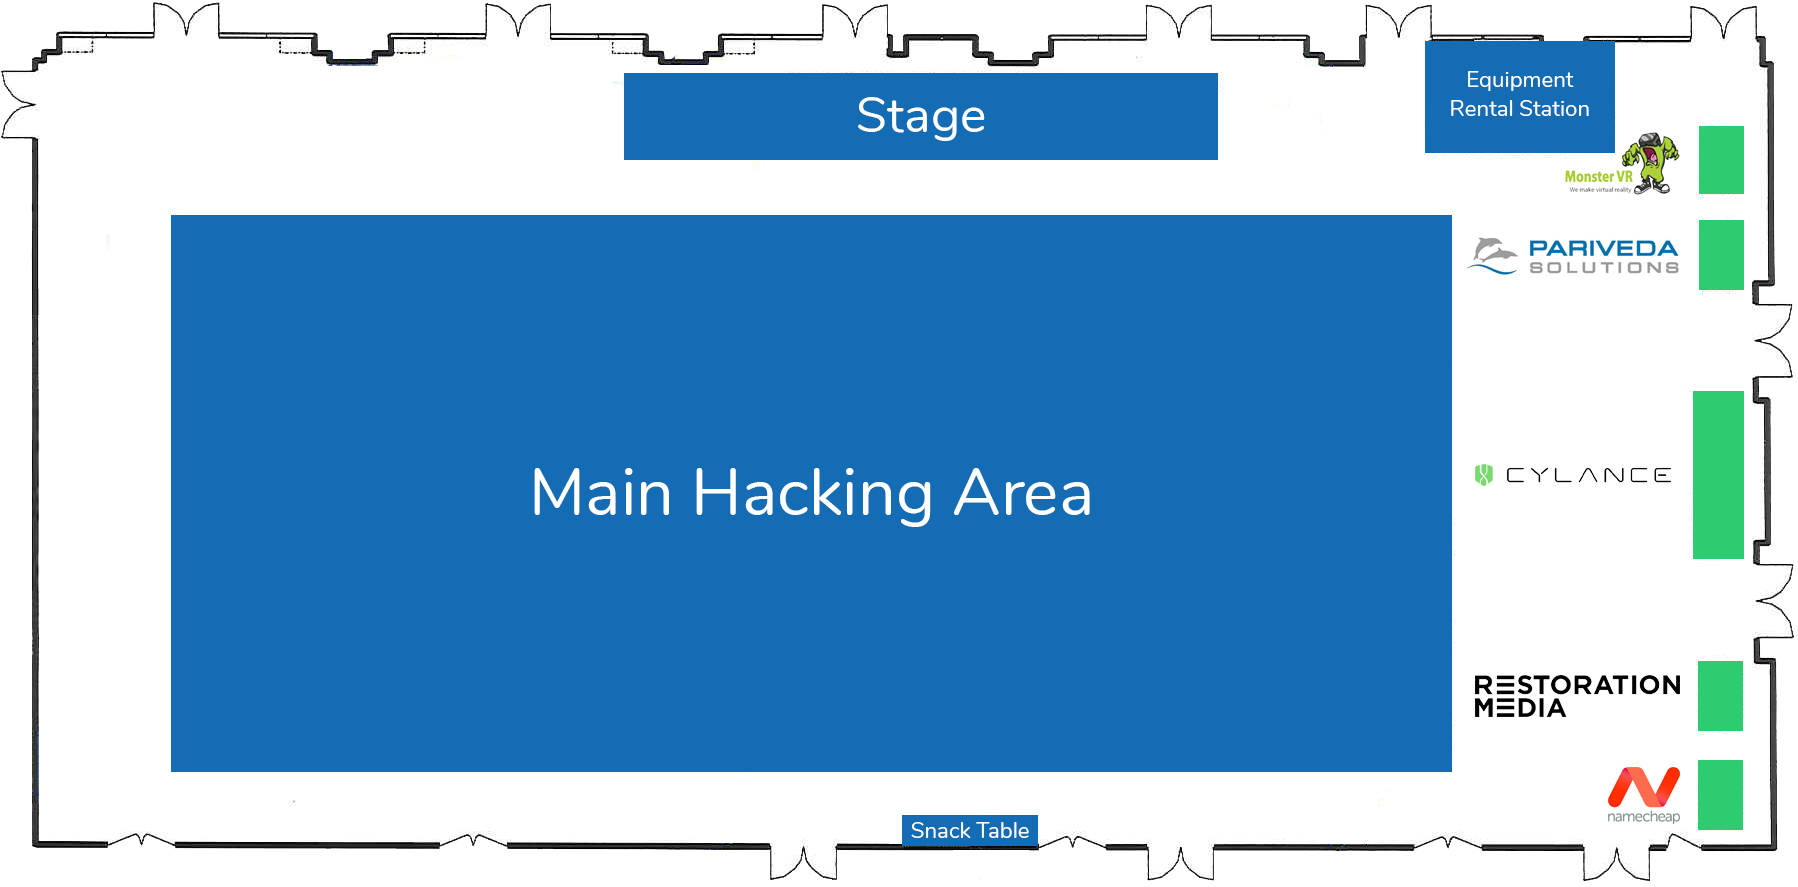 Stage
Equipment
Rental Station
Monster VR
We make virtual reality
PARIVEDA
SOLUTIONS
Main Hacking Area
CYLANCE
RESTORATION
MEDIA
namecheap
Snack Table